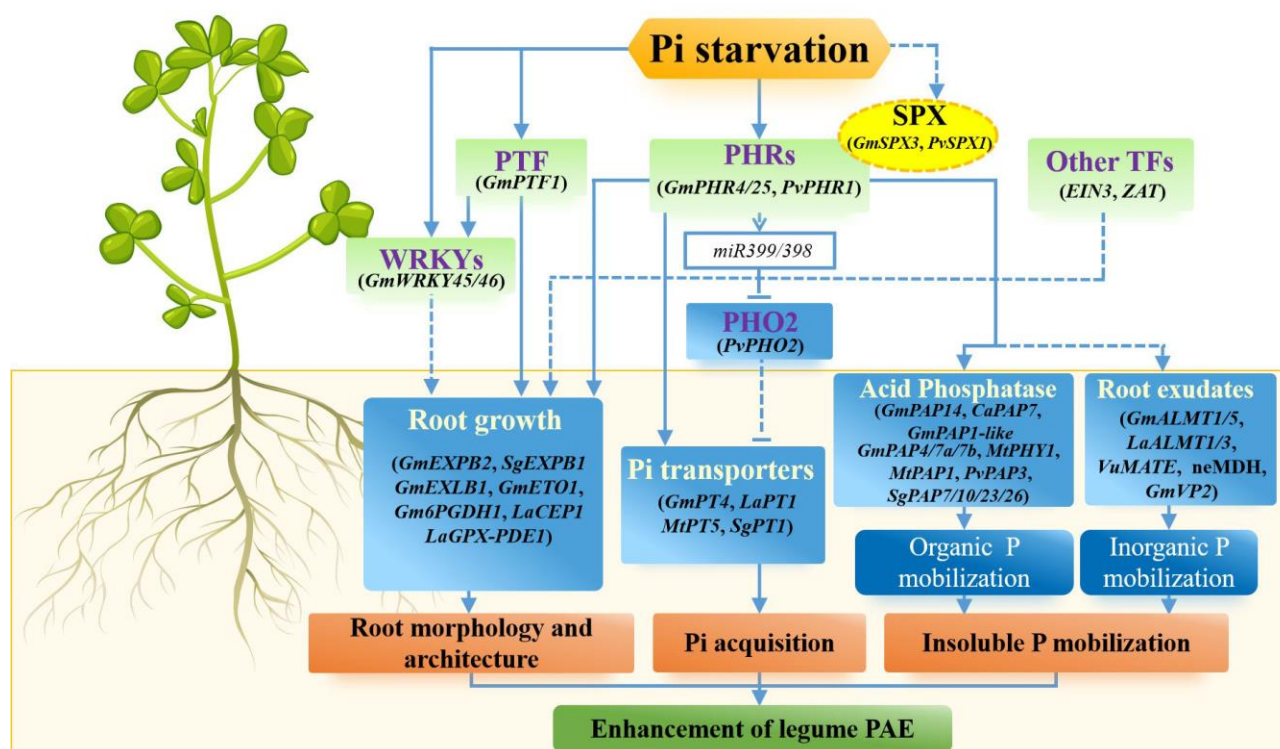 Pi starvation
SPX
(GmSPX3, PvSPX1)
PTF
(GmPTF1)
PHRs
(GmPHR4/25, PvPHR1)
Other TFs
(EIN3, ZAT)
WRKYs
(GmWRKY45/46)
miR399/398
PHO2
(PvPHO2)
Root growth
(GmEXPB2, SgEXPB1
GmEXLB1, GmETO1,
Gm6PGDH1, LaCEP1
LaGPX-PDE1)
Pi transporters
(GmPT4, LaPT1
MtPT5, SgPT1)
Acid Phosphatase
(GmPAP14, CaPAP7,
GmPAP1-like
GmPAP4/7a/7b, MtPHY1,
MtPAP1, PvPAP3,
SgPAP7/10/23/26)
Root exudates
(GmALMT1/5,
LaALMT1/3,
VuMATE, neMDH,
GmVP2)
Organic P
mobilization
Inorganic P
mobilization
Root morphology and
architecture
Pi acquisition
Insoluble P mobilization
Enhancement of legume PAE